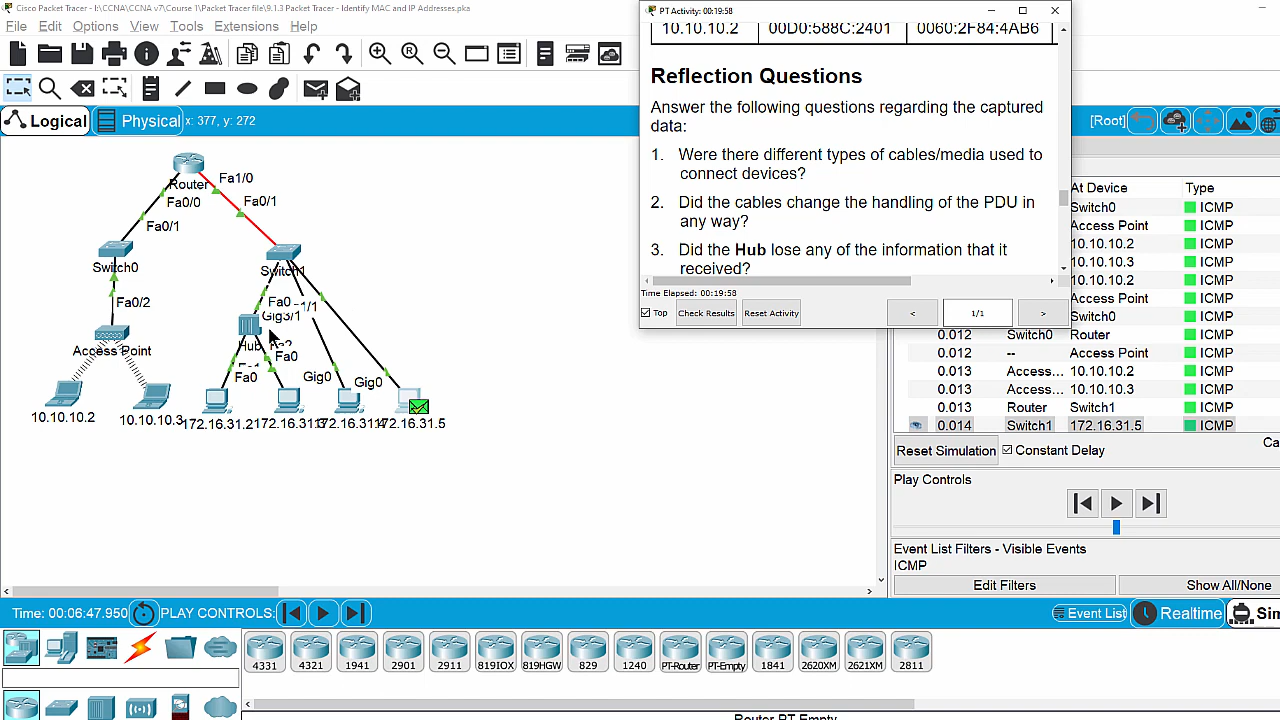 Cisco Packet Tracer - I:\CCNA\CCNA v7\Course 1\Packet Tracer file\9.1.3 Packet Tracer - Identify MAC and IP Addresses.pka
File Edit Options View Tools Extensions Help
Logical Physical x: 377, y: 272
[Root]
PT Activity: 00:19:58
10.10.10.2 00D0:588C:2401 0060:2F84:4AB6
Reflection Questions
Answer the following questions regarding the captured
data:
1. Were there different types of cables/media used to
connect devices?
2. Did the cables change the handling of the PDU in
any way?
3. Did the Hub lose any of the information that it
received?
Time Elapsed: 00:19:58
Top Check Results Reset Activity < 1/1 >
Router
Fa1/0
Fa0/0
Fa0/1
Fa0/1
Switch0
Switch1
Fa0/2
Access Point
Gig3/1
Hub
Fa0
Fa0
Gig0
Gig0
10.10.10.2
10.10.10.3
172.16.31.2
172.16.31.5
At Device Type
Switch0 ICMP
Access Point ICMP
10.10.10.2 ICMP
10.10.10.3 ICMP
10.10.10.2 ICMP
Access Point ICMP
Switch0 ICMP
0.012 Switch0 Router ICMP
0.012 -- Access Point ICMP
0.013 Access... 10.10.10.2 ICMP
0.013 Access... 10.10.10.3 ICMP
0.013 Router Switch1 ICMP
0.014 Switch1 172.16.31.5 ICMP
Reset Simulation Constant Delay
Play Controls
Event List Filters - Visible Events
ICMP
Edit Filters Show All/None
Time: 00:06:47.950 PLAY CONTROLS: Event List Realtime
4331 4321 1941 2901 2911 819IOX 819HGW 829 1240 PT-Router PT-Empty 1841 2620XM 2621XM 2811
Router PT Empty